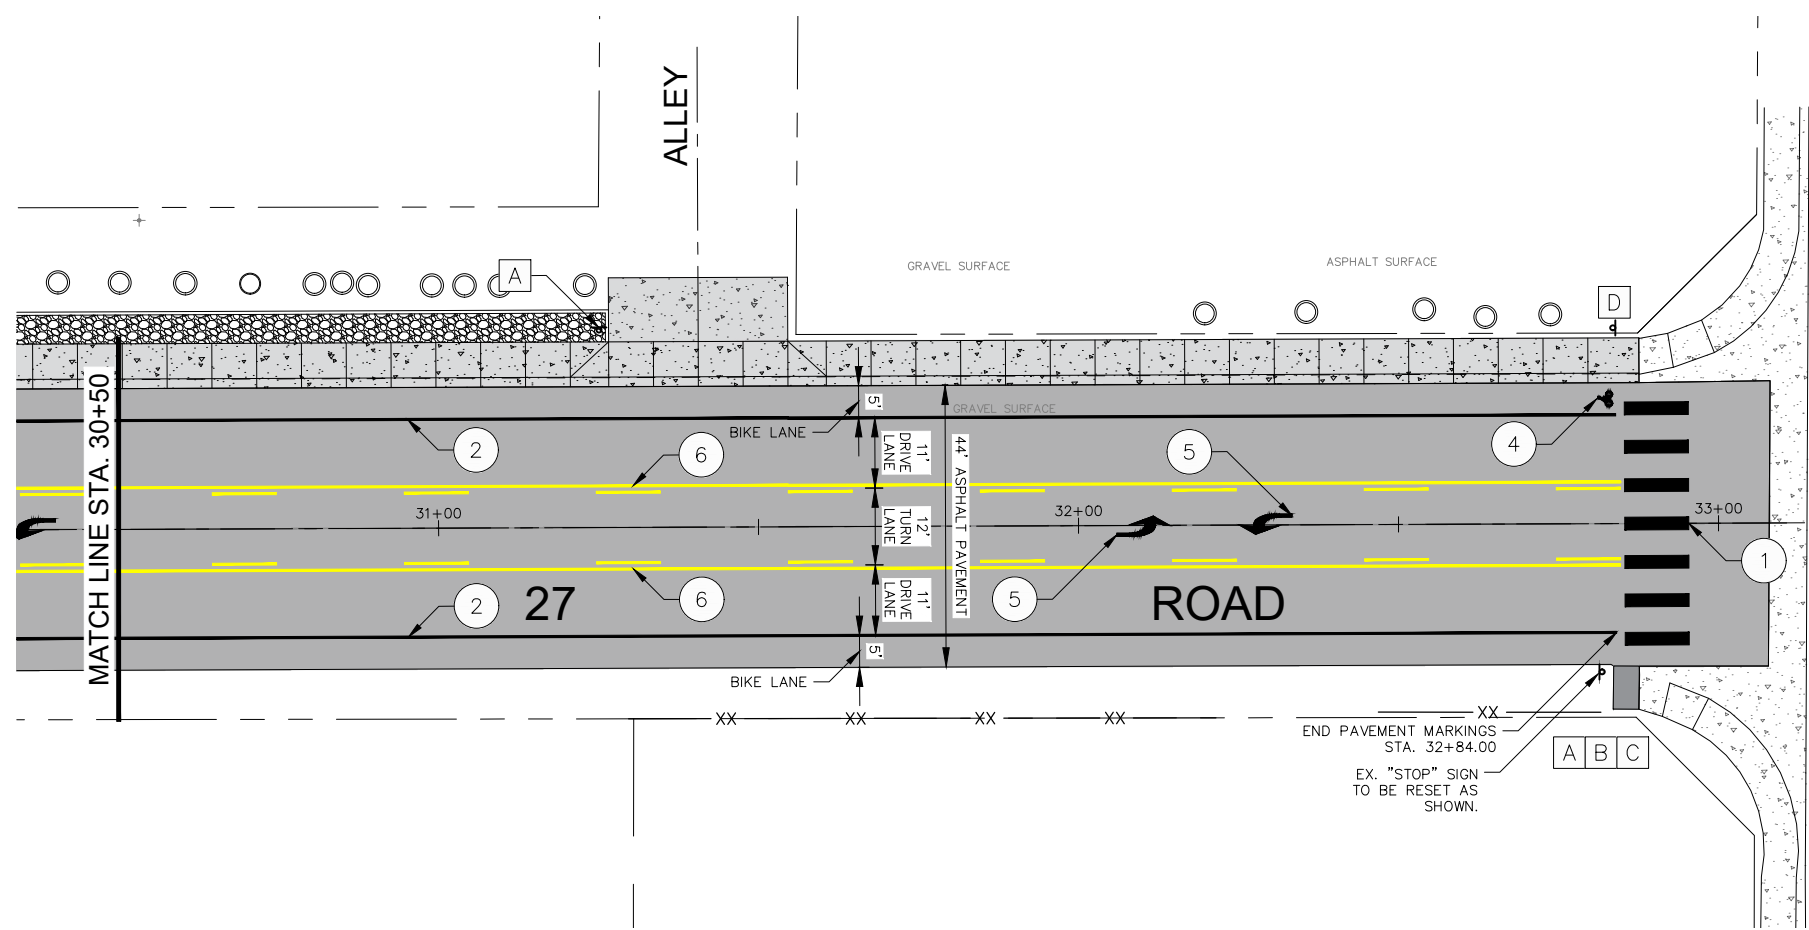 ALLEY
GRAVEL SURFACE
ASPHALT SURFACE
A
D
MATCH LINE STA. 30+50
5'
GRAVEL SURFACE
BIKE LANE
2
6
11'
DRIVE
LANE
44' ASPHALT PAVEMENT
5
4
31+00
12'
TURN
LANE
32+00
33+00
1
2
27
6
11'
DRIVE
LANE
5
ROAD
5'
BIKE LANE
XX
XX
XX
XX
XX
END PAVEMENT MARKINGS
STA. 32+84.00
A B C
EX. "STOP" SIGN
TO BE RESET AS
SHOWN.